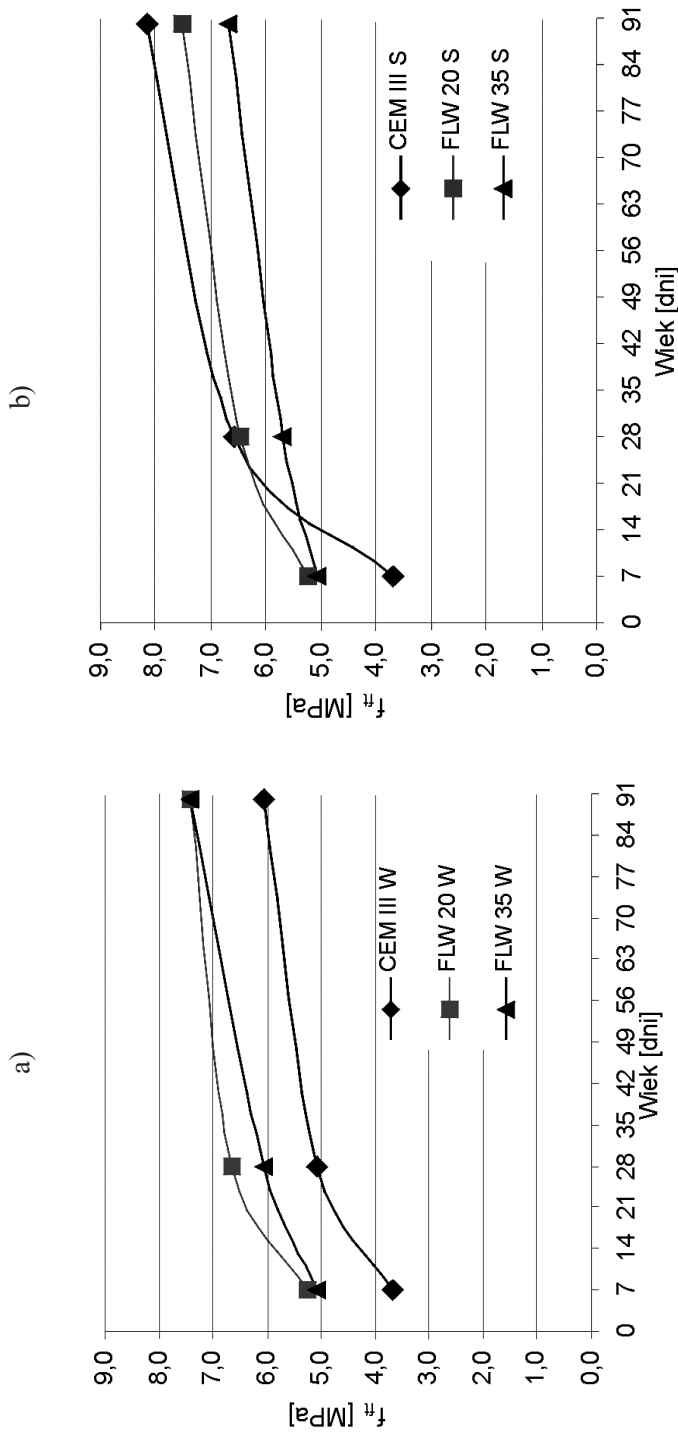 a)
9,0
8,0
7,0
6,0
5,0
4,0
3,0
2,0
1,0
0,0
f ft [MPa]
CEM III W
FLW 20 W
FLW 35 W
0 7 14 21 28 35 42 49 56 63 70 77 84 91
Wiek [dni]
b)
9,0
8,0
7,0
6,0
5,0
4,0
3,0
2,0
1,0
0,0
f ft [MPa]
CEM III S
FLW 20 S
FLW 35 S
0 7 14 21 28 35 42 49 56 63 70 77 84 91
Wiek [dni]